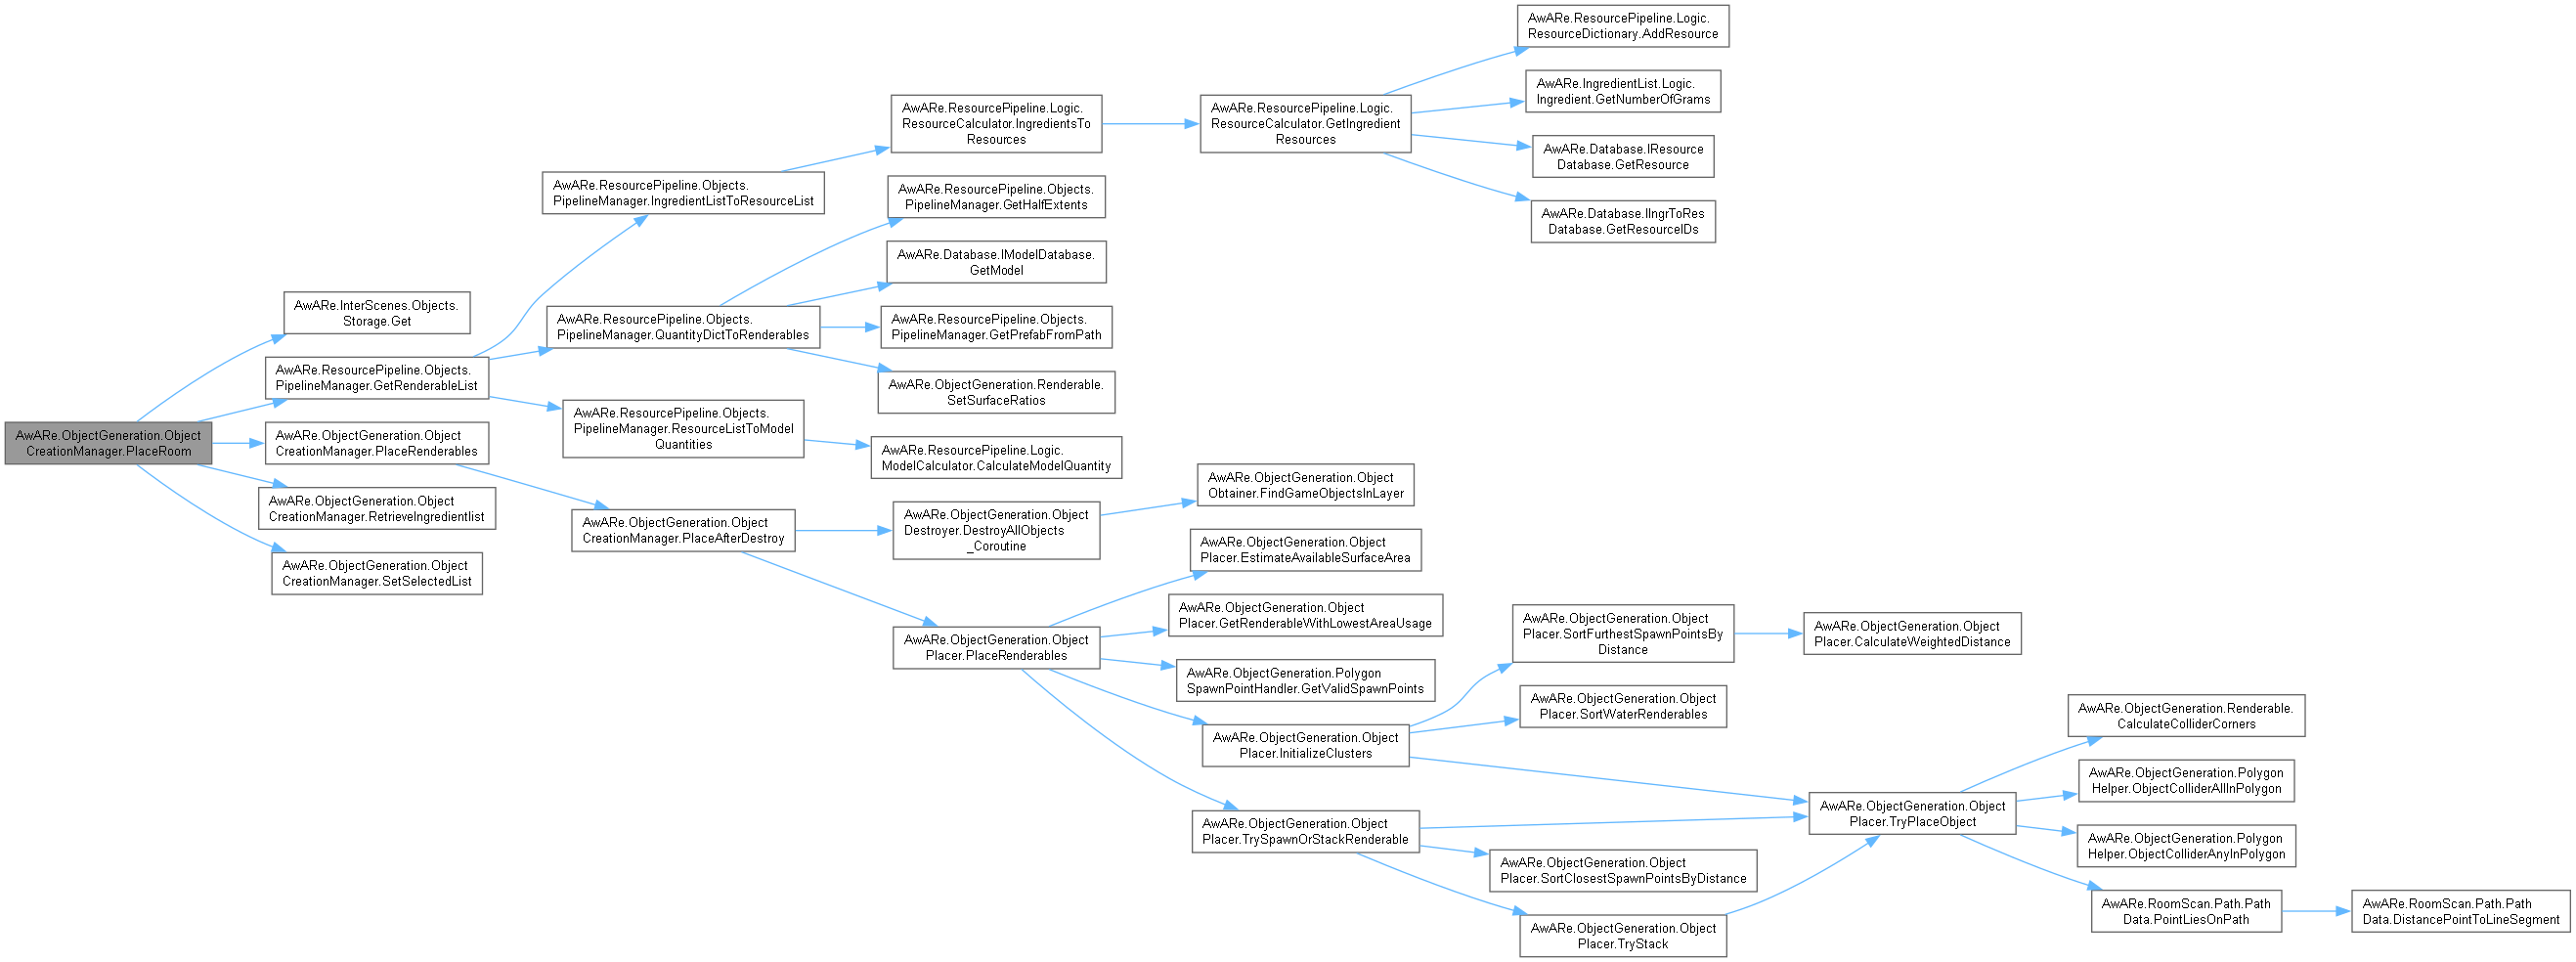 AwARe.ObjectGeneration.Object
CreationManager.PlaceRoom
AwARe.InterScenes.Objects.
Storage.Get
AwARe.ResourcePipeline.Objects.
PipelineManager.GetRenderableList
AwARe.ObjectGeneration.Object
CreationManager.PlaceRenderables
AwARe.ObjectGeneration.Object
CreationManager.RetrieveIngredientlist
AwARe.ObjectGeneration.Object
CreationManager.SetSelectedList
AwARe.ResourcePipeline.Objects.
PipelineManager.IngredientListToResourceList
AwARe.ResourcePipeline.Objects.
PipelineManager.QuantityDictToRenderables
AwARe.ResourcePipeline.Objects.
PipelineManager.ResourceListToModel
Quantities
AwARe.ObjectGeneration.Object
CreationManager.PlaceAfterDestroy
AwARe.ResourcePipeline.Logic.
ResourceCalculator.IngredientsTo
Resources
AwARe.ResourcePipeline.Objects.
PipelineManager.GetHalfExtents
AwARe.Database.IModelDatabase.
GetModel
AwARe.ResourcePipeline.Objects.
PipelineManager.GetPrefabFromPath
AwARe.ObjectGeneration.Renderable.
SetSurfaceRatios
AwARe.ResourcePipeline.Logic.
ModelCalculator.CalculateModelQuantity
AwARe.ObjectGeneration.Object
Destroyer.DestroyAllObjects
_Coroutine
AwARe.ObjectGeneration.Object
Placer.PlaceRenderables
AwARe.ResourcePipeline.Logic.
ResourceCalculator.GetIngredient
Resources
AwARe.ObjectGeneration.Object
Obtainer.FindGameObjectsInLayer
AwARe.ObjectGeneration.Object
Placer.EstimateAvailableSurfaceArea
AwARe.ObjectGeneration.Object
Placer.GetRenderableWithLowestAreaUsage
AwARe.ObjectGeneration.Polygon
SpawnPointHandler.GetValidSpawnPoints
AwARe.ObjectGeneration.Object
Placer.InitializeClusters
AwARe.ObjectGeneration.Object
Placer.TrySpawnOrStackRenderable
AwARe.ResourcePipeline.Logic.
ResourceDictionary.AddResource
AwARe.IngredientList.Logic.
Ingredient.GetNumberOfGrams
AwARe.Database.IResource
Database.GetResource
AwARe.Database.IIngrToRes
Database.GetResourceIDs
AwARe.ObjectGeneration.Object
Placer.SortFurthestSpawnPointsBy
Distance
AwARe.ObjectGeneration.Object
Placer.SortWaterRenderables
AwARe.ObjectGeneration.Object
Placer.SortClosestSpawnPointsByDistance
AwARe.ObjectGeneration.Object
Placer.TryStack
AwARe.ObjectGeneration.Object
Placer.CalculateWeightedDistance
AwARe.ObjectGeneration.Object
Placer.TryPlaceObject
AwARe.ObjectGeneration.Renderable.
CalculateColliderCorners
AwARe.ObjectGeneration.Polygon
Helper.ObjectColliderAllInPolygon
AwARe.ObjectGeneration.Polygon
Helper.ObjectColliderAnyInPolygon
AwARe.RoomScan.Path.Path
Data.PointLiesOnPath
AwARe.RoomScan.Path.Path
Data.DistancePointToLineSegment